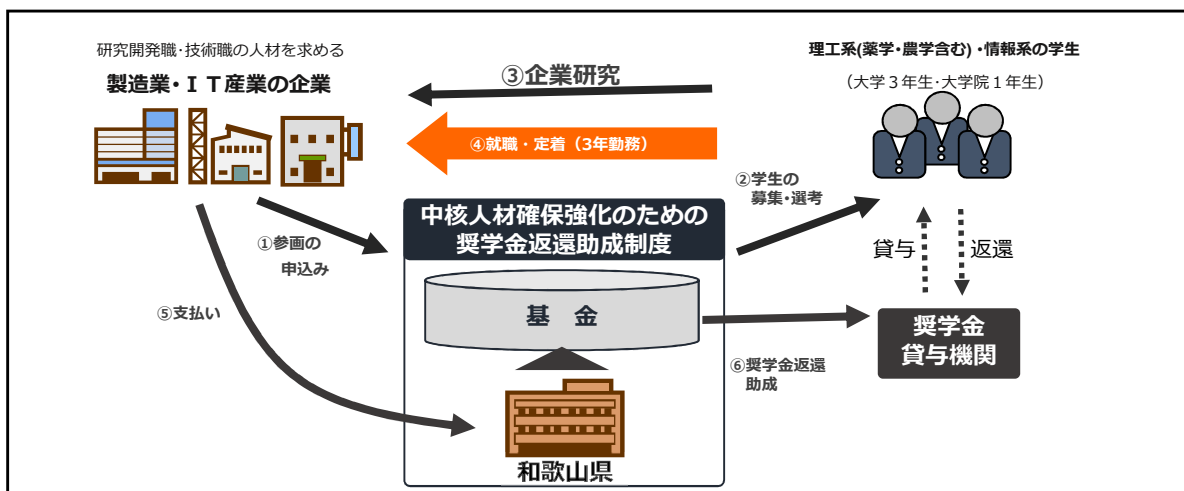 研究開発職・技術職の人材を求める
製造業・ＩＴ産業の企業
③企業研究
理工系(薬学・農学含む)・情報系の学生
（大学３年生・大学院１年生）
④就職・定着（3年勤務）
②学生の
募集・選考
中核人材確保強化のための
奨学金返還助成制度
①参画の
申込み
貸与
返還
⑤支払い
基　金
奨学金
貸与機関
⑥奨学金返還
助成
和歌山県